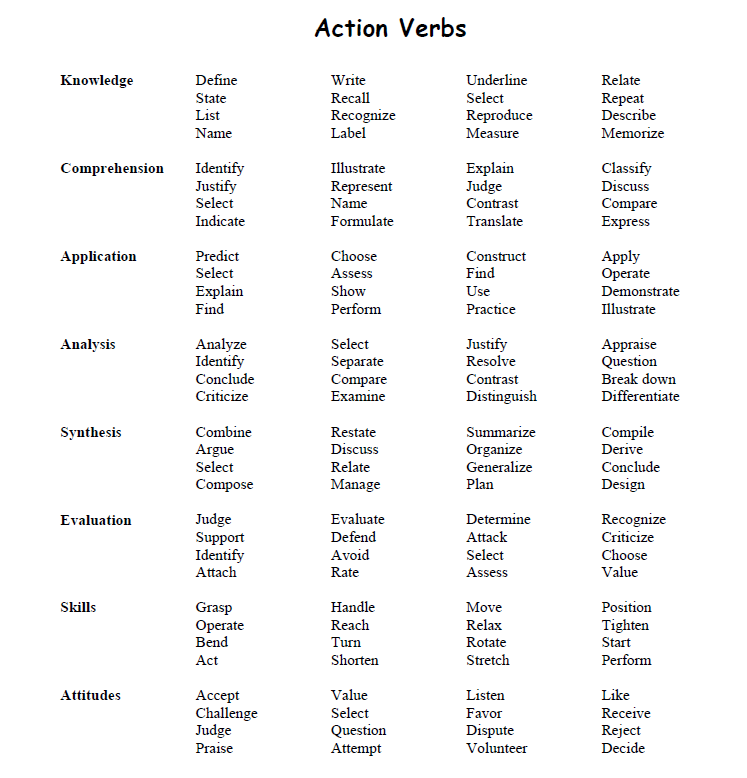 Action Verbs
Knowledge Define Write Underline Relate
State Recall Select Repeat
List Recognize Reproduce Describe
Name Label Measure Memorize
Comprehension Identify Illustrate Explain Classify
Justify Represent Judge Discuss
Select Name Contrast Compare
Indicate Formulate Translate Express
Application Predict Choose Construct Apply
Select Assess Find Operate
Explain Show Use Demonstrate
Find Perform Practice Illustrate
Analysis Analyze Select Justify Appraise
Identify Separate Resolve Question
Conclude Compare Contrast Break down
Criticize Examine Distinguish Differentiate
Synthesis Combine Restate Summarize Compile
Argue Discuss Organize Derive
Select Relate Generalize Conclude
Compose Manage Plan Design
Evaluation Judge Evaluate Determine Recognize
Support Defend Attack Criticize
Identify Avoid Select Choose
Attach Rate Assess Value
Skills Grasp Handle Move Position
Operate Reach Relax Tighten
Bend Turn Rotate Start
Act Shorten Stretch Perform
Attitudes Accept Value Listen Like
Challenge Select Favor Receive
Judge Question Dispute Reject
Praise Attempt Volunteer Decide